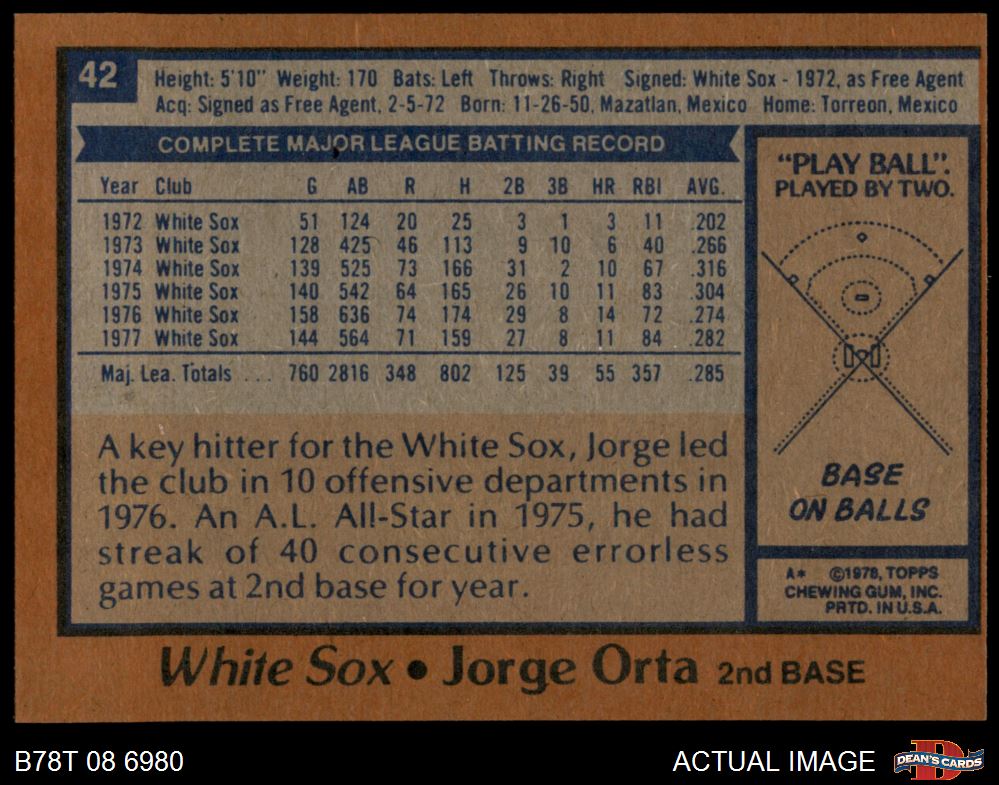 42
Height: 5'10" Weight: 170 Bats: Left Throws: Right Signed: White Sox - 1972, as Free Agent
Acq: Signed as Free Agent, 2-5-72 Born: 11-26-50, Mazatlan, Mexico Home: Torreon, Mexico
COMPLETE MAJOR LEAGUE BATTING RECORD
Year Club G AB R H 2B 3B HR RBI AVG.
1972 White Sox 51 124 20 25 3 1 3 11 .202
1973 White Sox 128 425 46 113 9 10 6 40 .266
1974 White Sox 139 525 73 166 31 2 10 67 .316
1975 White Sox 140 542 64 165 26 10 11 83 .304
1976 White Sox 158 636 74 174 29 8 14 72 .274
1977 White Sox 144 564 71 159 27 8 11 84 .282
Maj. Lea. Totals ... 760 2816 348 802 125 39 55 357 .285
A key hitter for the White Sox, Jorge led
the club in 10 offensive departments in
1976. An A.L. All-Star in 1975, he had
streak of 40 consecutive errorless
games at 2nd base for year.
"PLAY BALL".
PLAYED BY TWO.
BASE
ON BALLS
A* ©1978, TOPPS
CHEWING GUM, INC.
PRTD. IN U.S.A.
White Sox • Jorge Orta 2nd BASE
B78T 08 6980
ACTUAL IMAGE
D
DEAN'S CARDS